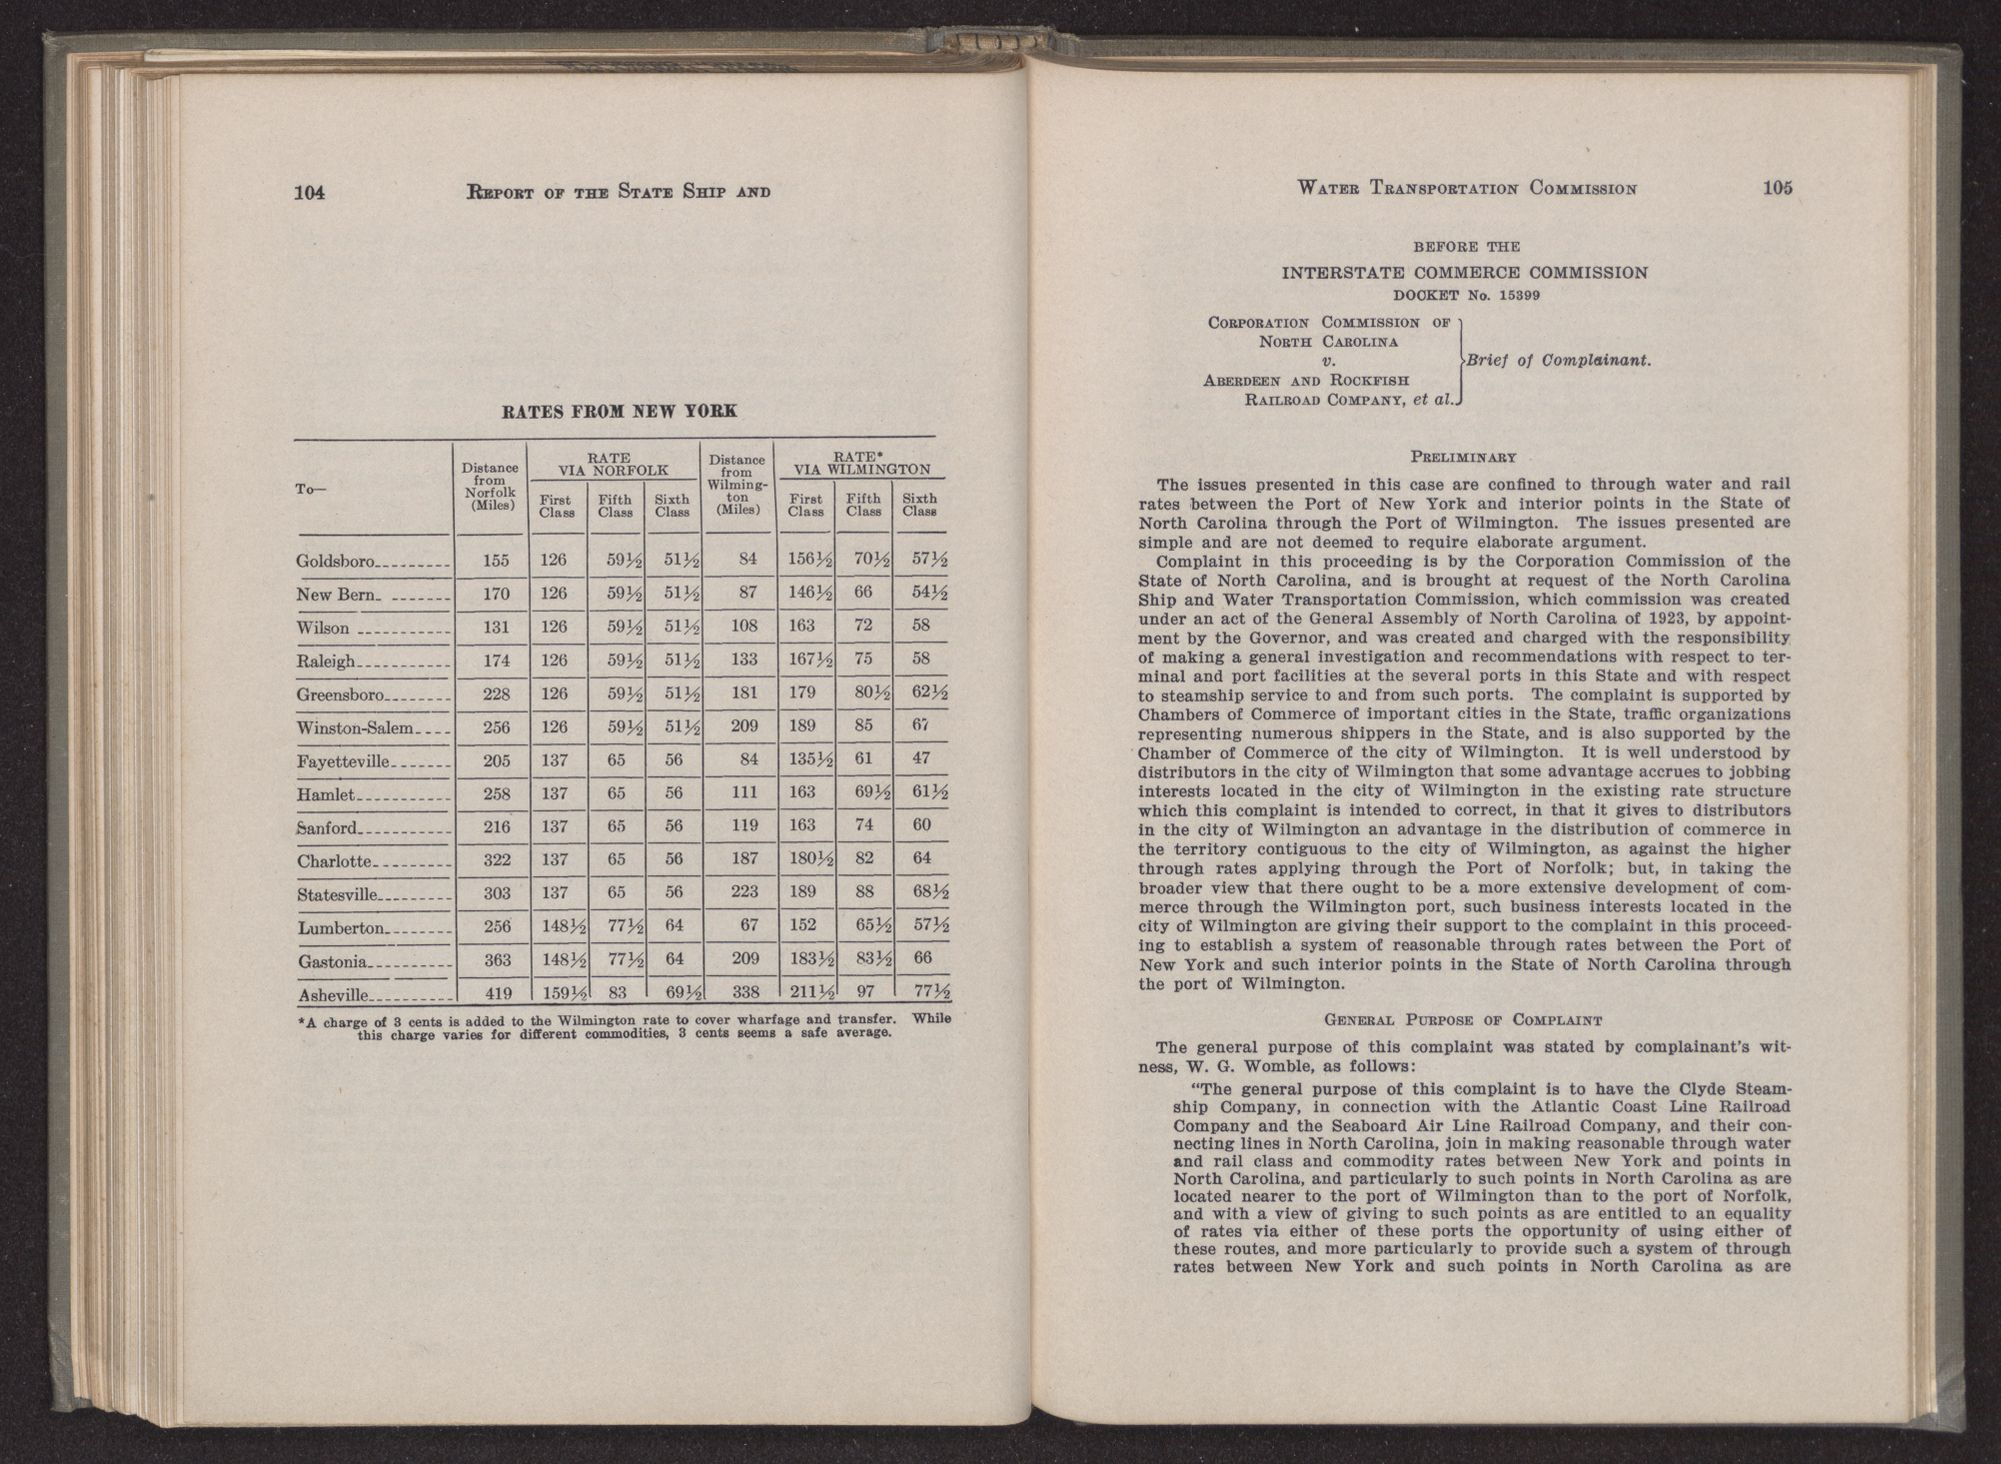 104 REPORT OF THE STATE SHIP AND
RATES FROM NEW YORK
To— Distance from Norfolk (Miles) RATE VIA NORFOLK Distance from Wilming-ton (Miles) RATE* VIA WILMINGTON
First Class Fifth Class Sixth Class First Class Fifth Class Sixth Class
Goldsboro 155 126 59½ 51½ 84 156½ 70½ 57½
New Bern 170 126 59½ 51½ 87 146½ 66 54½
Wilson 131 126 59½ 51½ 108 163 72 58
Raleigh 174 126 59½ 51½ 133 167½ 75 58
Greensboro 228 126 59½ 51½ 181 179 80½ 62½
Winston-Salem 256 126 59½ 51½ 209 189 85 67
Fayetteville 205 137 65 56 84 135½ 61 47
Hamlet 258 137 65 56 111 163 69½ 61½
Sanford 216 137 65 56 119 163 74 60
Charlotte 322 137 65 56 187 180½ 82 64
Statesville 303 137 65 56 223 189 88 68½
Lumberton 256 148½ 77½ 64 67 152 65½ 57½
Gastonia 363 148½ 77½ 64 209 183½ 83½ 66
Asheville 419 159½ 83 69½ 338 211½ 97 77½
*A charge of 3 cents is added to the Wilmington rate to cover wharfage and transfer. While
this charge varies for different commodities, 3 cents seems a safe average.
WATER TRANSPORTATION COMMISSION 105
BEFORE THE
INTERSTATE COMMERCE COMMISSION
DOCKET No. 15399
CORPORATION COMMISSION OF
NORTH CAROLINA
v. Brief of Complainant.
ABERDEEN AND ROCKFISH
RAILROAD COMPANY, et al.
PRELIMINARY
The issues presented in this case are confined to through water and rail
rates between the Port of New York and interior points in the State of
North Carolina through the Port of Wilmington. The issues presented are
simple and are not deemed to require elaborate argument.
Complaint in this proceeding is by the Corporation Commission of the
State of North Carolina, and is brought at request of the North Carolina
Ship and Water Transportation Commission, which commission was created
under an act of the General Assembly of North Carolina of 1923, by appoint-
ment by the Governor, and was created and charged with the responsibility
of making a general investigation and recommendations with respect to ter-
minal and port facilities at the several ports in this State and with respect
to steamship service to and from such ports. The complaint is supported by
Chambers of Commerce of important cities in the State, traffic organizations
representing numerous shippers in the State, and is also supported by the
Chamber of Commerce of the city of Wilmington. It is well understood by
distributors in the city of Wilmington that some advantage accrues to jobbing
interests located in the city of Wilmington in the existing rate structure
which this complaint is intended to correct, in that it gives to distributors
in the city of Wilmington an advantage in the distribution of commerce in
the territory contiguous to the city of Wilmington, as against the higher
through rates applying through the Port of Norfolk; but, in taking the
broader view that there ought to be a more extensive development of com-
merce through the Wilmington port, such business interests located in the
city of Wilmington are giving their support to the complaint in this proceed-
ing to establish a system of reasonable through rates between the Port of
New York and such interior points in the State of North Carolina through
the port of Wilmington.
GENERAL PURPOSE OF COMPLAINT
The general purpose of this complaint was stated by complainant's wit-
ness, W. G. Womble, as follows:
"The general purpose of this complaint is to have the Clyde Steam-
ship Company, in connection with the Atlantic Coast Line Railroad
Company and the Seaboard Air Line Railroad Company, and their con-
necting lines in North Carolina, join in making reasonable through water
and rail class and commodity rates between New York and points in
North Carolina, and particularly to such points in North Carolina as are
located nearer to the port of Wilmington than to the port of Norfolk,
and with a view of giving to such points as are entitled to an equality
of rates via either of these ports the opportunity of using either of
these routes, and more particularly to provide such a system of through
rates between New York and such points in North Carolina as are